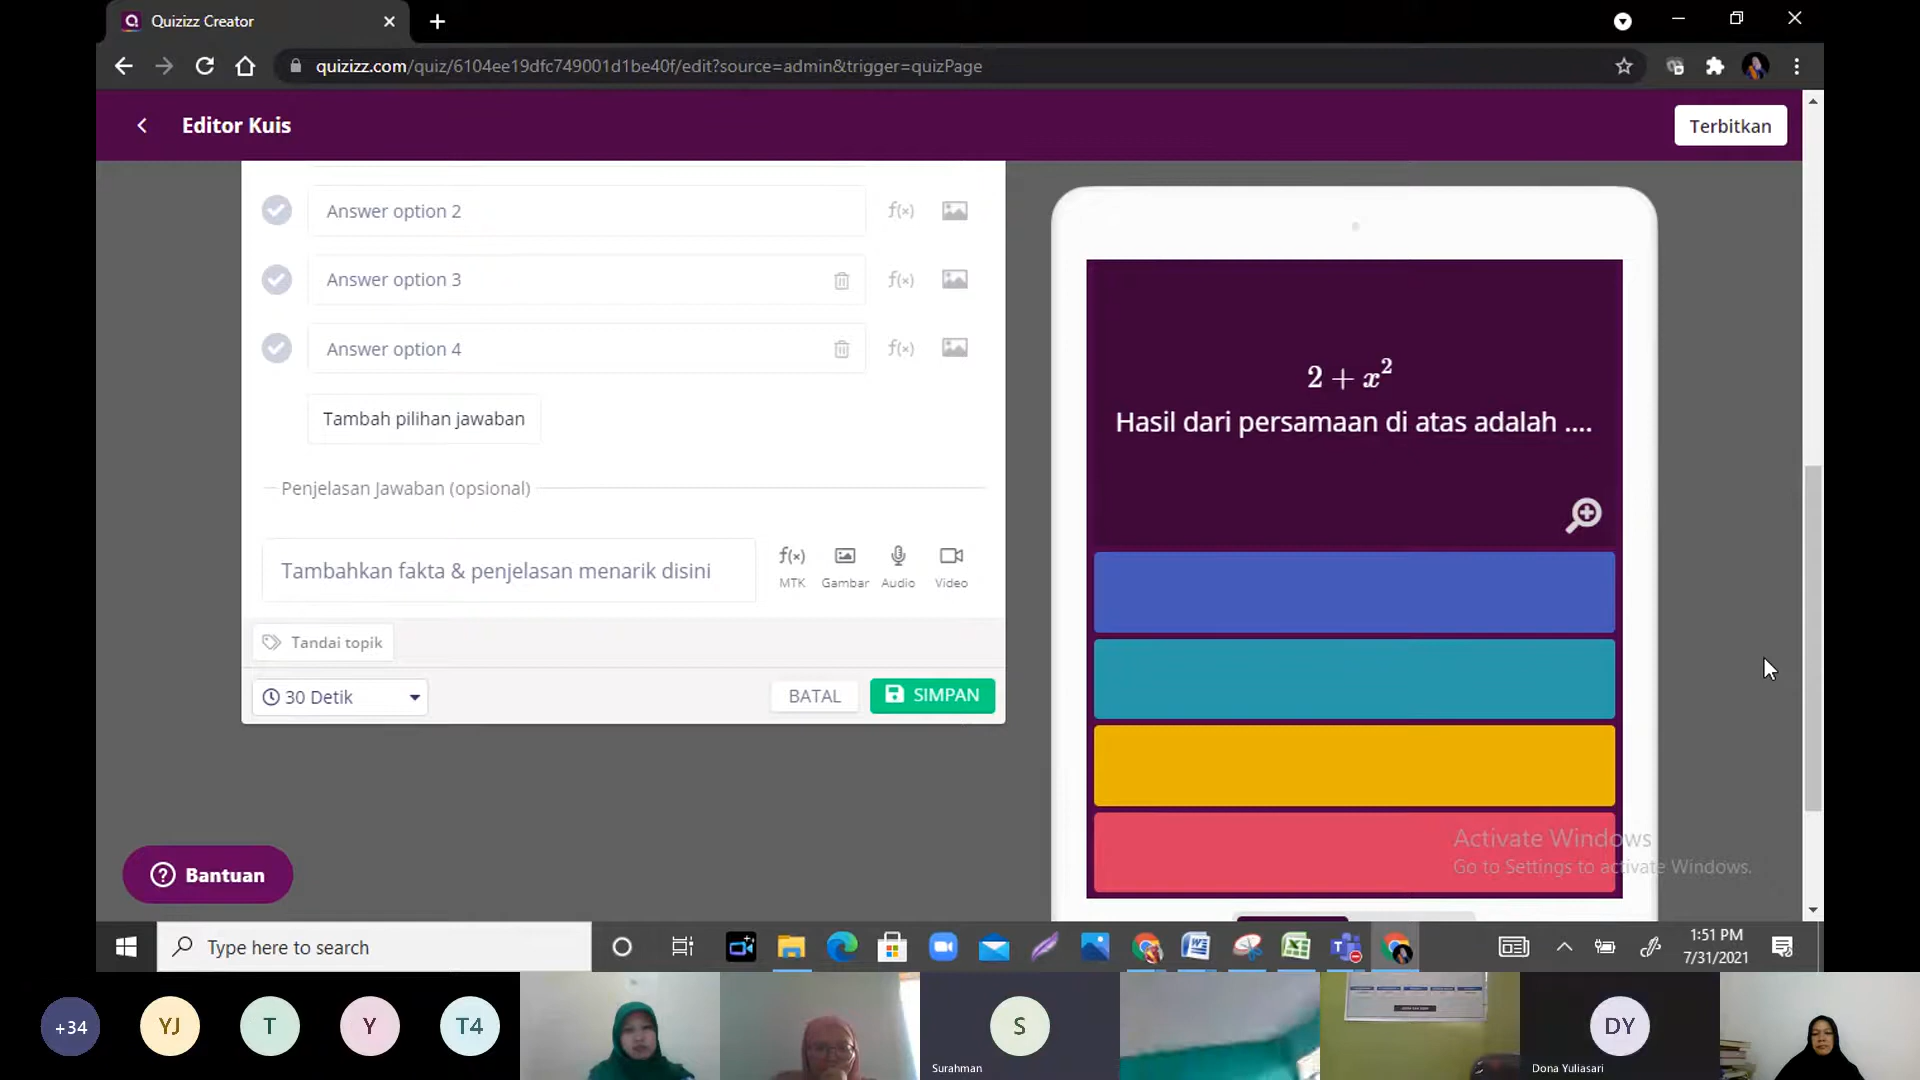 Quizizz Creator
quizizz.com/quiz/6104ee19dfc749001d1be40f/edit?source=admin&trigger=quizPage
Editor Kuis
Terbitkan
Answer option 2
f(x)
Answer option 3
f(x)
Answer option 4
f(x)
Tambah pilihan jawaban
Penjelasan Jawaban (opsional)
Tambahkan fakta & penjelasan menarik disini
f(x)
MTK
Gambar
Audio
Video
Tandai topik
30 Detik
BATAL
SIMPAN
2 + x²
Hasil dari persamaan di atas adalah ....
Activate Windows
Go to Settings to activate Windows.
Bantuan
Type here to search
1:51 PM
7/31/2021
+34
YJ
T
Y
T4
S
Surahman
DY
Dona Yuliasari